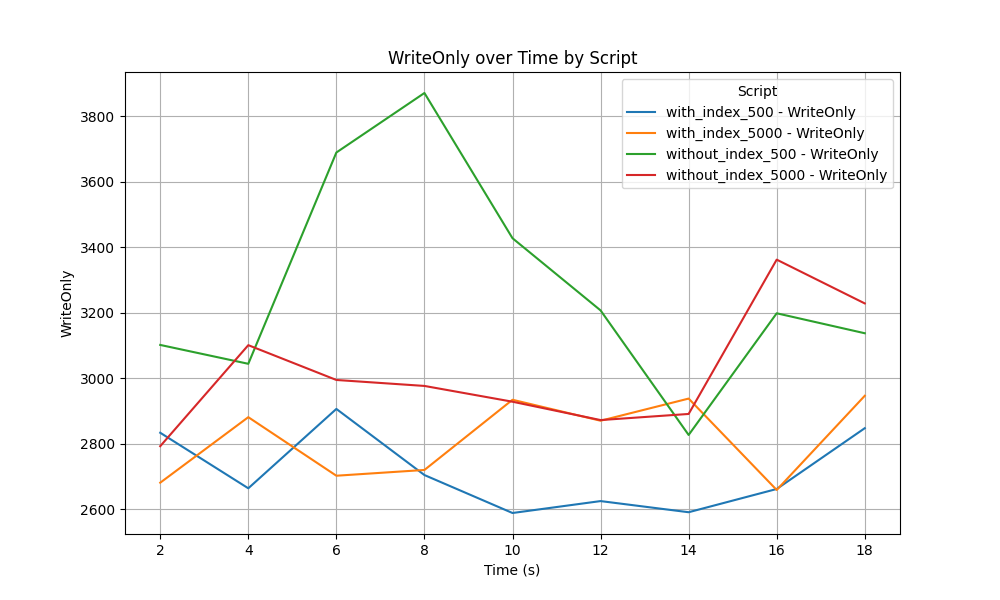 WriteOnly over Time by Script
Script
with_index_500 - WriteOnly
with_index_5000 - WriteOnly
without_index_500 - WriteOnly
without_index_5000 - WriteOnly
WriteOnly
3800
3600
3400
3200
3000
2800
2600
2 4 6 8 10 12 14 16 18
Time (s)